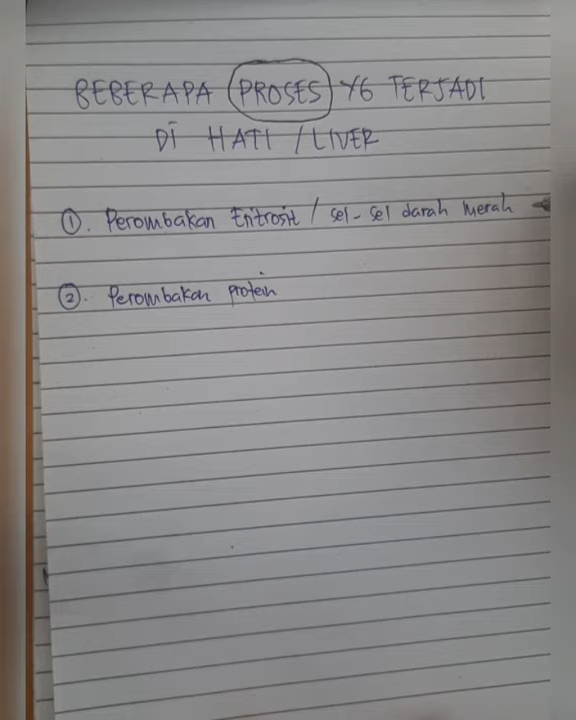 BEBERAPA PROSES YG TERJADI
DI HATI / LIVER
①. Perombakan Eritrosit / sel-sel darah Merah
②. Perombakan protein